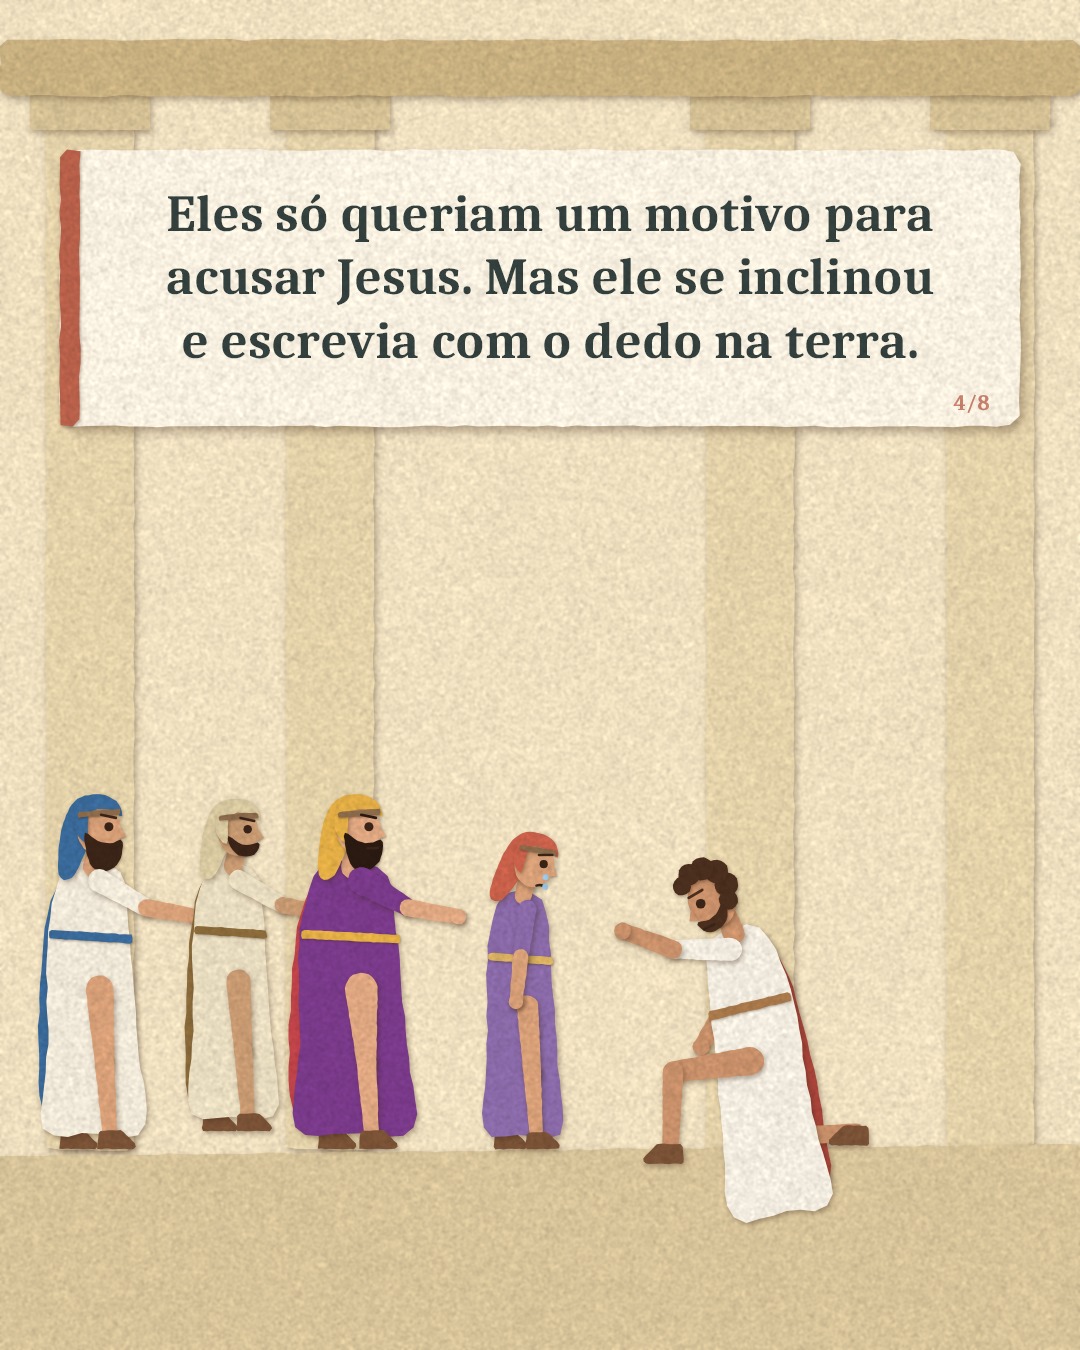 Eles só queriam um motivo para
acusar Jesus. Mas ele se inclinou
e escrevia com o dedo na terra.
4/8